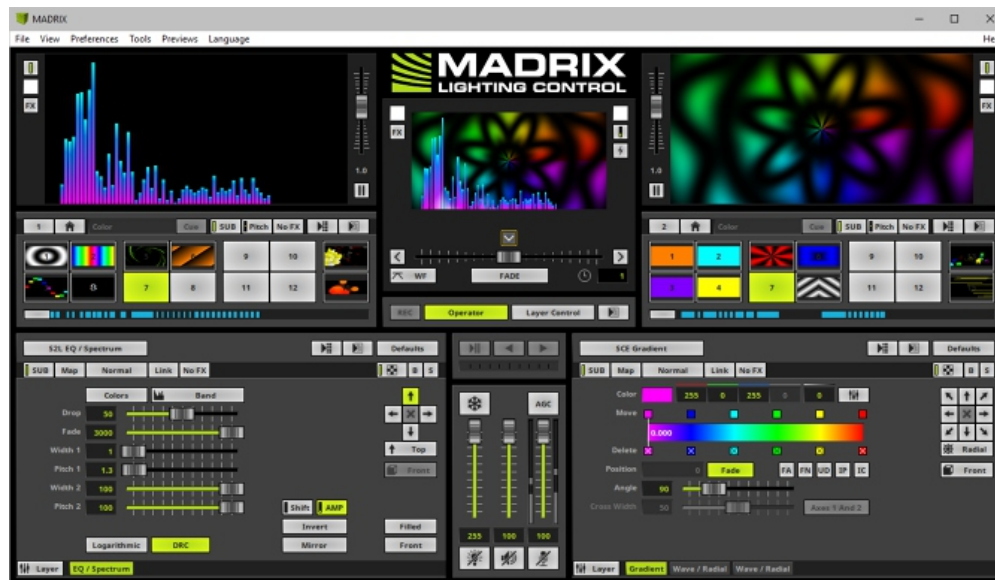 MADRIX
File View Preferences Tools Previews Language He
MADRIX
LIGHTING CONTROL
FX
FX
FX
1.0
1.0
1 Color Cue SUB Pitch No FX
2 Color Cue SUB Pitch No FX
9 10
7 8 11 12
1 2 9 10
3 4 7 11 12
WF FADE 1
REC Operator Layer Control
S2L EQ / Spectrum Defaults
SUB Map Normal Link No FX B S
Colors Band
Drop 50
Fade 3000
Width 1 1 Top
Pitch 1 1.3 Front
Width 2 100
Pitch 2 100 Shift AMP
Invert Filled
Logarithmic DRC Mirror Front
Layer EQ / Spectrum
AGC
255 100 100
SCE Gradient Defaults
SUB Map Normal Link No FX B S
Color 255 0 255 0 0
Move
0.000
Delete Radial
Position 0 Fade FA FN UD IP IC Front
Angle 90
Cross Width 50 Axes 1 And 2
Layer Gradient Wave / Radial Wave / Radial